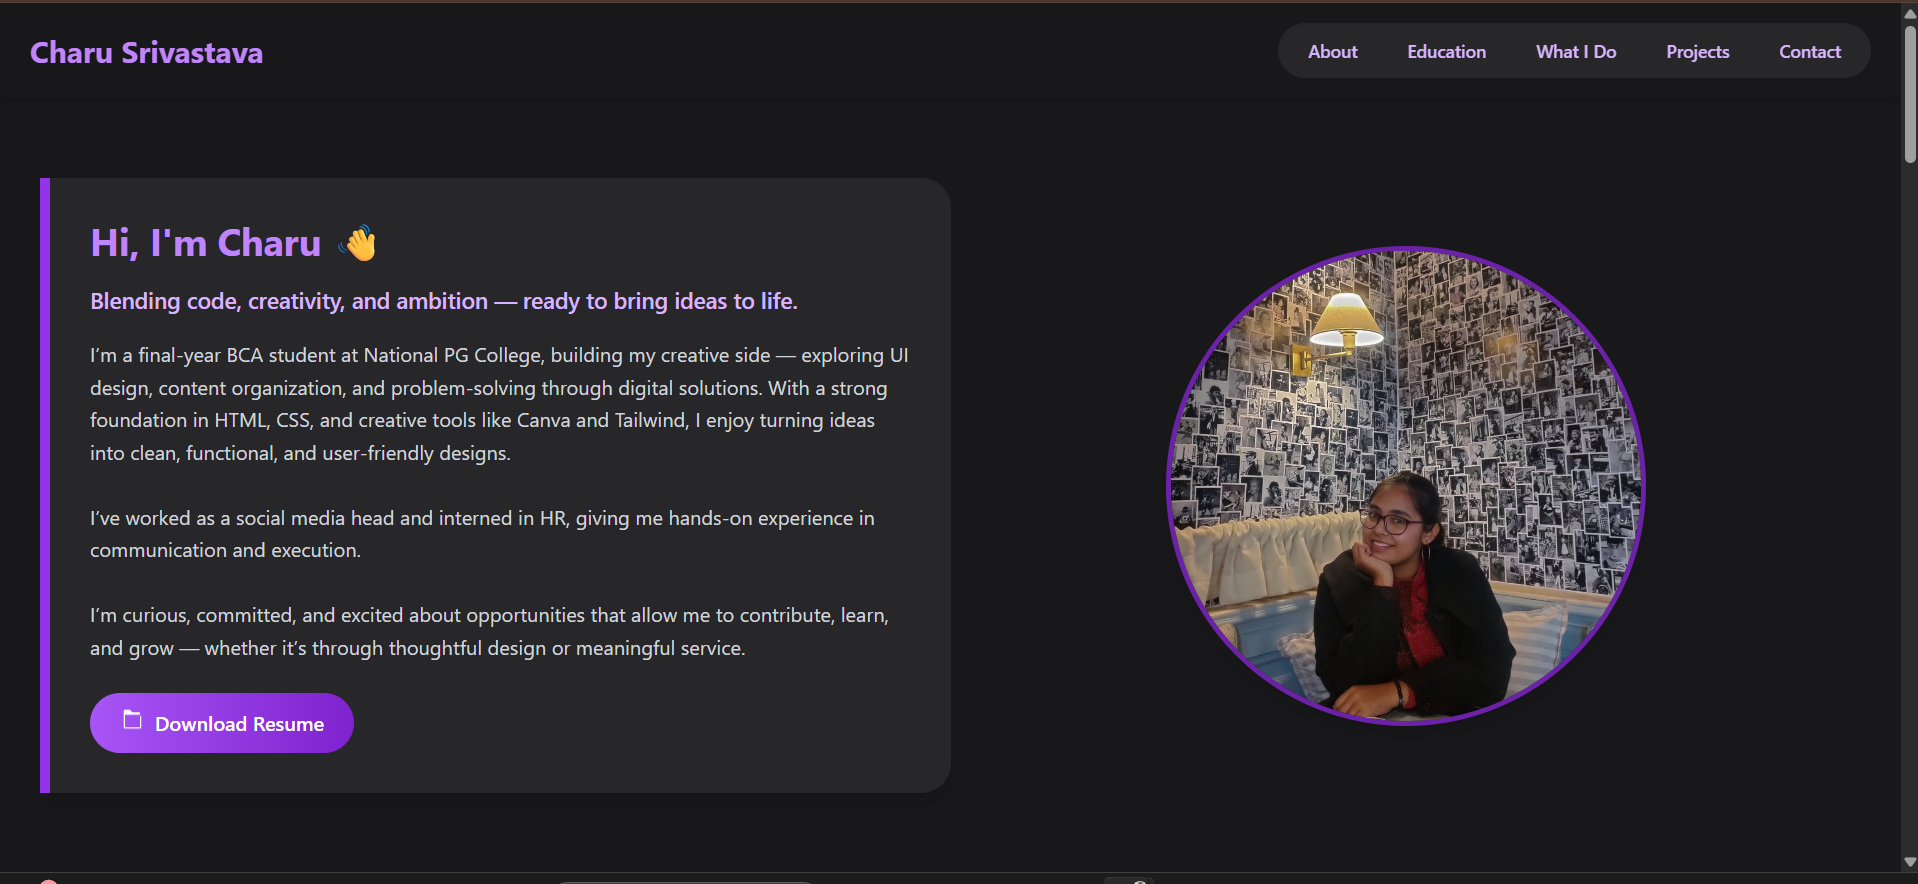 Charu Srivastava
About
Education
What I Do
Projects
Contact
Hi, I'm Charu 👋
Blending code, creativity, and ambition — ready to bring ideas to life.
I’m a final-year BCA student at National PG College, building my creative side — exploring UI
design, content organization, and problem-solving through digital solutions. With a strong
foundation in HTML, CSS, and creative tools like Canva and Tailwind, I enjoy turning ideas
into clean, functional, and user-friendly designs.
I’ve worked as a social media head and interned in HR, giving me hands-on experience in
communication and execution.
I’m curious, committed, and excited about opportunities that allow me to contribute, learn,
and grow — whether it’s through thoughtful design or meaningful service.
Download Resume